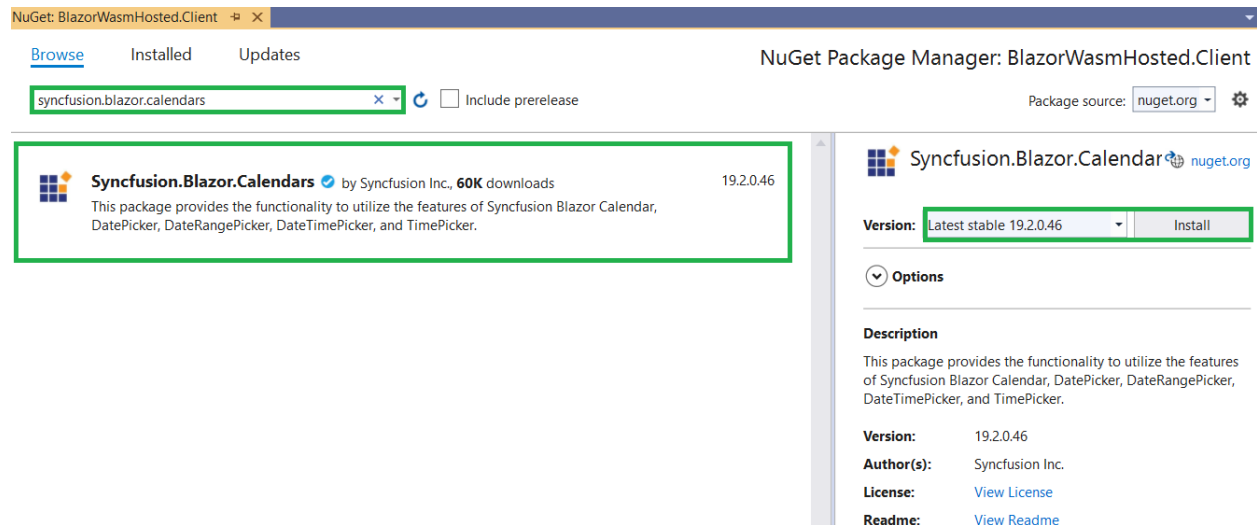 NuGet: BlazorWasmHosted.Client
Browse Installed Updates
NuGet Package Manager: BlazorWasmHosted.Client
syncfusion.blazor.calendars
Include prerelease
Package source: nuget.org
Syncfusion.Blazor.Calendars by Syncfusion Inc., 60K downloads 19.2.0.46
This package provides the functionality to utilize the features of Syncfusion Blazor Calendar,
DatePicker, DateRangePicker, DateTimePicker, and TimePicker.
Syncfusion.Blazor.Calendar nuget.org
Version: Latest stable 19.2.0.46 Install
Options
Description
This package provides the functionality to utilize the features
of Syncfusion Blazor Calendar, DatePicker, DateRangePicker,
DateTimePicker, and TimePicker.
Version: 19.2.0.46
Author(s): Syncfusion Inc.
License: View License
Readme: View Readme